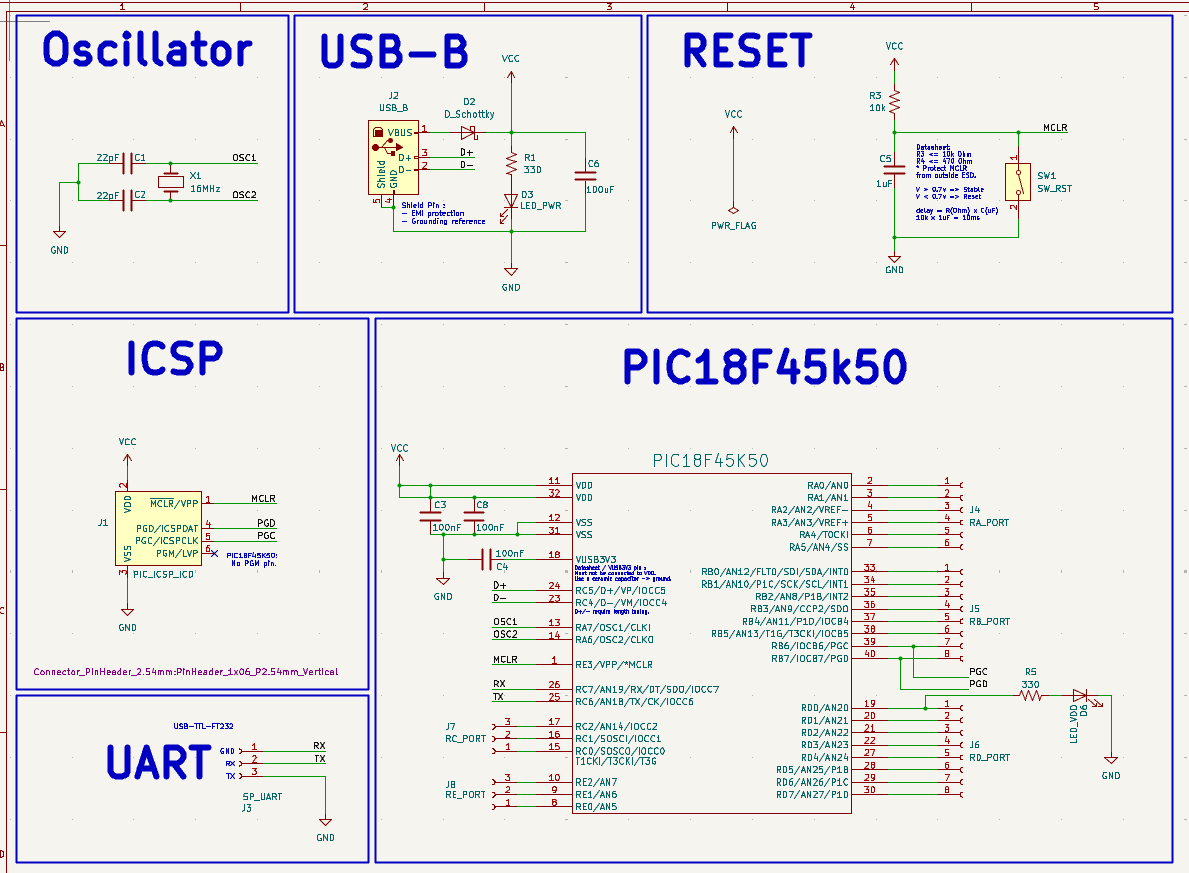 1 2 3 4 5
A
B
C
D
Oscillator
22pF C1
OSC1
X1
16MHz
22pF C2
OSC2
GND
USB-B
VCC
J2
USB_B
D2
D_Schottky
VBUS 1
D+ 3 D+
D- 2 D-
Shield
GND
5 4
R1
330
C6
100uF
D3
LED_PWR
Shield Pin :
- EMI protection
- Grounding reference
GND
RESET
VCC
R3
10k
VCC
MCLR
PWR_FLAG
C5
1uF
Datasheet
R3 <= 10k Ohm
R4 <= 470 Ohm
* Protect MCLR
from outside ESD.
V > 0.7v => Stable
V < 0.7v => Reset
delay = R(Ohm) x C(uF)
10k x 1uF = 10ms
1
SW1
SW_RST
2
GND
ICSP
VCC
2
VDD
MCLR/VPP 1 MCLR
J1
PGD/ICSPDAT 4 PGD
PGC/ICSPCLK 5 PGC
PGM/LVP 6
VSS
3
PIC_ICSP_ICD
PIC18F45K50:
No PGM pin.
GND
Connector_PinHeader_2.54mm:PinHeader_1x06_P2.54mm_Vertical
UART
USB-TTL-FT232
GND 1 RX
RX 2 TX
TX 3
SP_UART
J3
GND
PIC18F45k50
PIC18F45K50
VCC
11 VDD
32 VDD
C3
100nF
C8
100nF
12 VSS
31 VSS
100nF
C4
18 VUSB3V3
Datasheet / VUSB3V3 pin :
Must not be connected to VDD.
Use a ceramic capacitor -> ground.
GND
D+ 24 RC5/D+/VP/IOCC5
D- 23 RC4/D-/VM/IOCC4
D+/- require length tuning.
OSC1 13 RA7/OSC1/CLKI
OSC2 14 RA6/OSC2/CLKO
MCLR 1 RE3/VPP/*MCLR
RX 26 RC7/AN19/RX/DT/SDO/IOCC7
TX 25 RC6/AN18/TX/CK/IOCC6
J7
RC_PORT
3 17 RC2/AN14/IOCC2
2 16 RC1/SOSCI/IOCC1
1 15 RC0/SOSCO/IOCC0
T1CKI/T3CKI/T3G
J8
RE_PORT
3 10 RE2/AN7
2 9 RE1/AN6
1 8 RE0/AN5
RA0/AN0 2 1
RA1/AN1 3 2
RA2/AN2/VREF- 4 3
RA3/AN3/VREF+ 5 4
RA4/T0CKI 6 5
RA5/AN4/SS 7 6
J4
RA_PORT
RB0/AN12/FLT0/SDI/SDA/INT0 33 1
RB1/AN10/P1C/SCK/SCL/INT1 34 2
RB2/AN8/P1B/INT2 35 3
RB3/AN9/CCP2/SDO 36 4
RB4/AN11/P1D/IOCB4 37 5
RB5/AN13/T1G/T3CKI/IOCB5 38 6
RB6/IOCB6/PGC 39 7
RB7/IOCB7/PGD 40 8
J5
RB_PORT
PGC
PGD
R5
330
LED_VDD
D6
GND
RD0/AN20 19 1
RD1/AN21 20 2
RD2/AN22 21 3
RD3/AN23 22 4
RD4/AN24 27 5
RD5/AN25/P1B 28 6
RD6/AN26/P1C 29 7
RD7/AN27/P1D 30 8
J6
RD_PORT